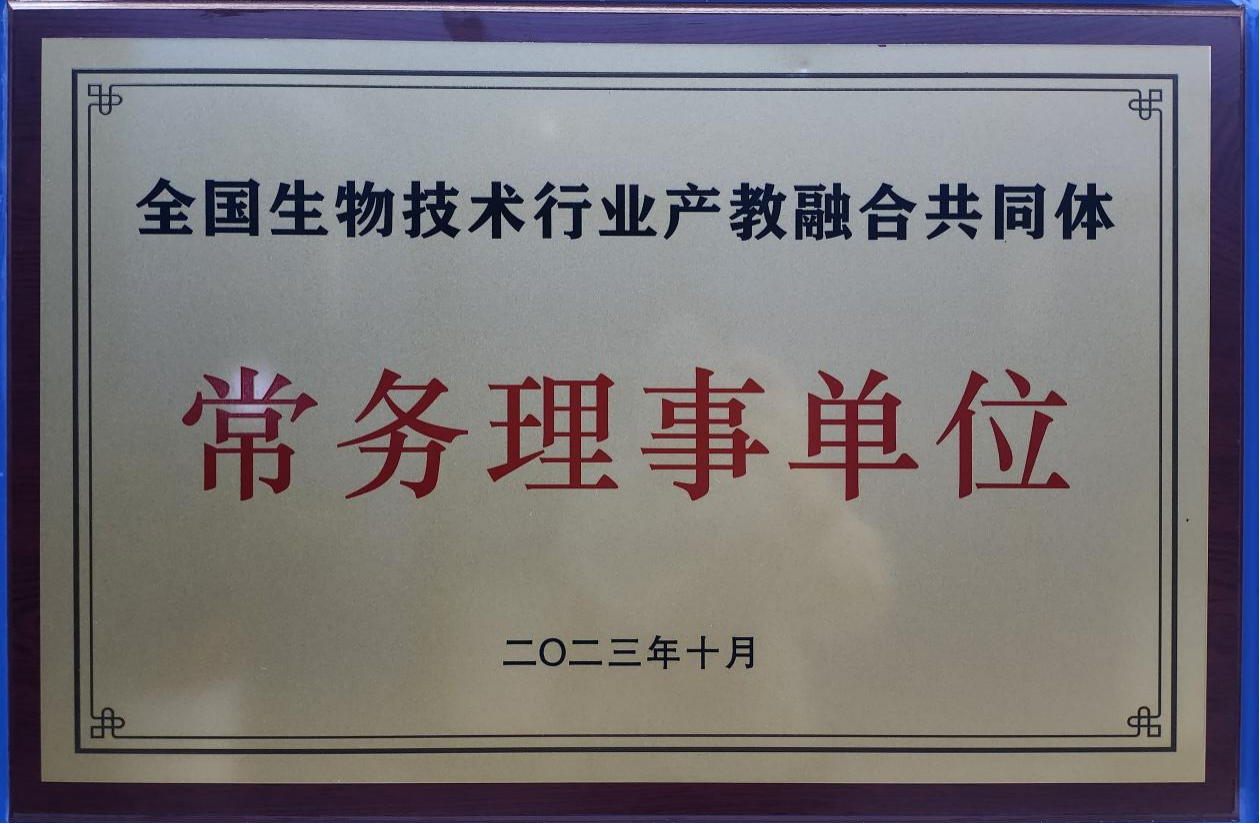 全国生物技术行业产教融合共同体
常务理事单位
二〇二三年十月